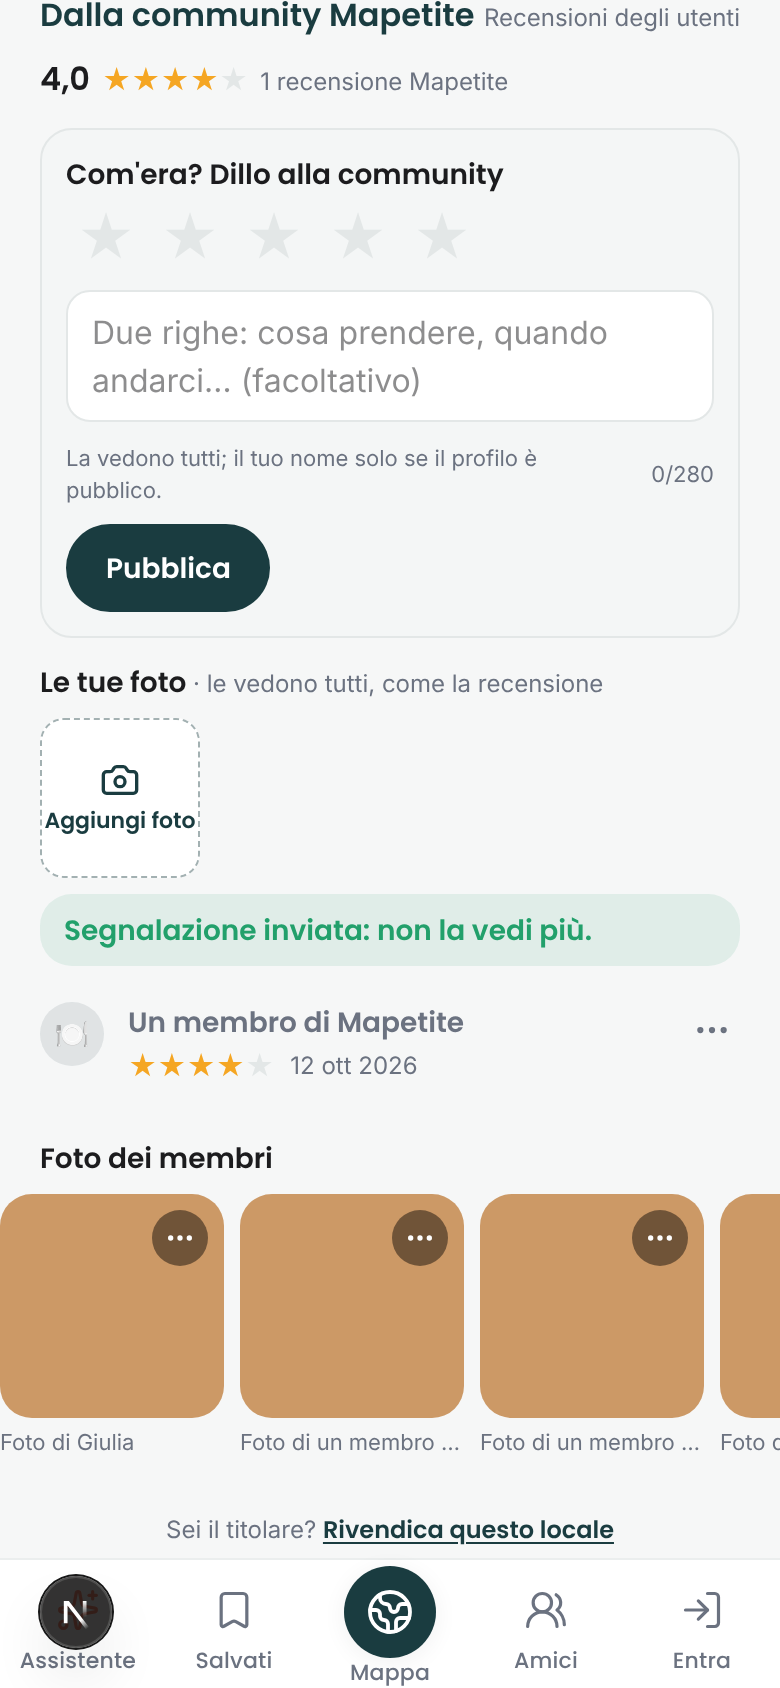 Dalla community Mapetite Recensioni degli utenti
4,0 ★★★★★ 1 recensione Mapetite
Com'era? Dillo alla community
★ ★ ★ ★ ★
Due righe: cosa prendere, quando
andarci... (facoltativo)
La vedono tutti; il tuo nome solo se il profilo è
pubblico.
0/280
Pubblica
Le tue foto · le vedono tutti, come la recensione
Aggiungi foto
Segnalazione inviata: non la vedi più.
Un membro di Mapetite
★★★★★ 12 ott 2026
Foto dei membri
Foto di Giulia
Foto di un membro ...
Foto di un membro ...
Foto d
Sei il titolare? Rivendica questo locale
N
Assistente
Salvati
Mappa
Amici
Entra